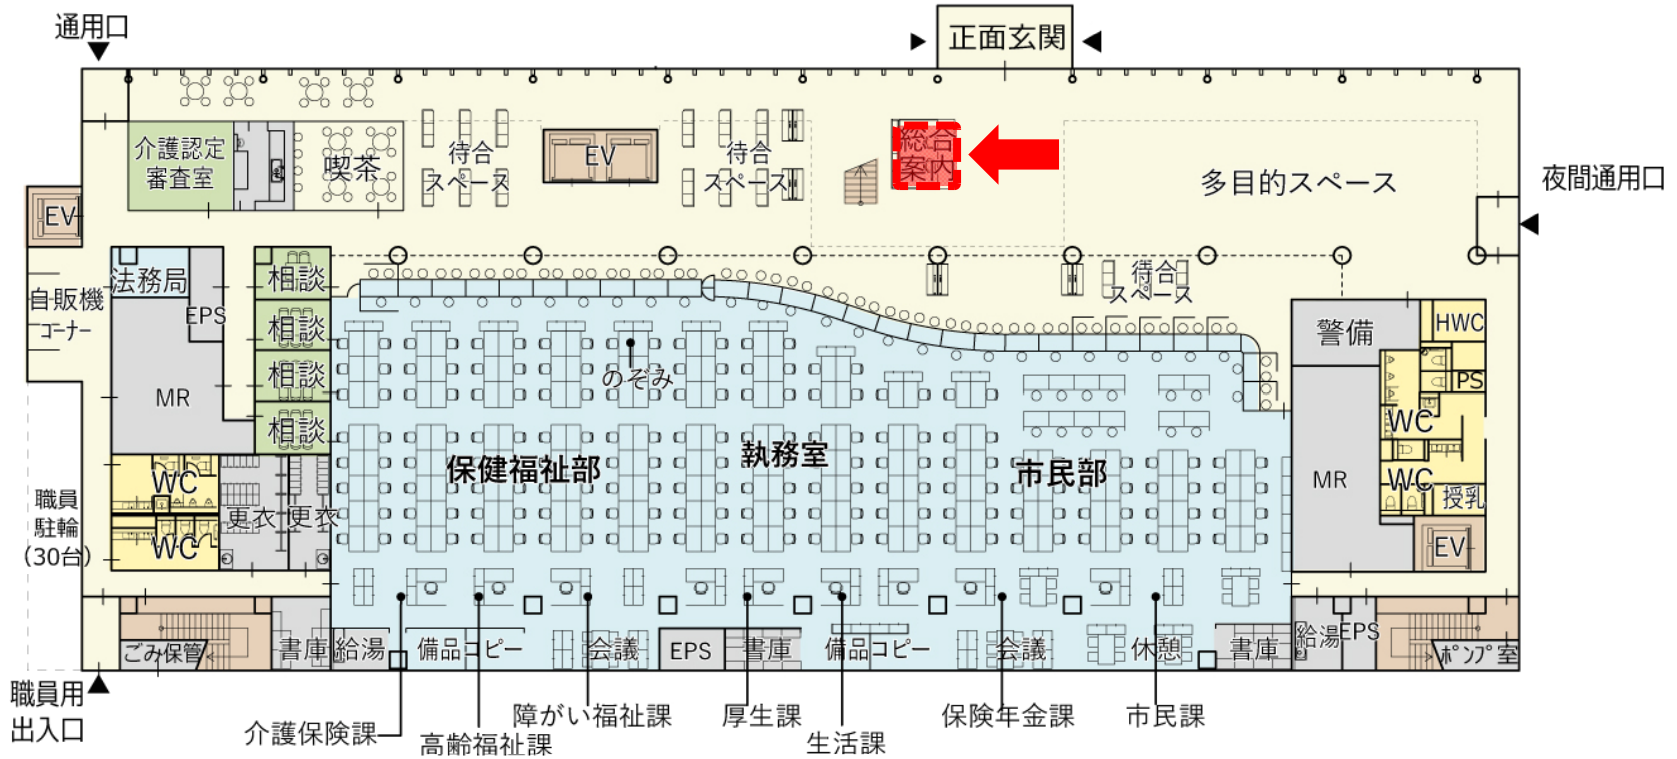 通用口
正面玄関
介護認定
審査室
喫茶
待合
スペース
EV
待合
スペース
総合
案内
多目的スペース
夜間通用口
EV
法務局
EPS
自販機
コーナー
MR
相談
相談
相談
相談
待合
スペース
のぞみ
警備
HWC
PS
WC
WC
授乳
MR
EV
保健福祉部
執務室
市民部
WC
WC
更衣
更衣
職員
駐輪
(30台)
ごみ保管
書庫
給湯
備品コピー
会議
EPS
書庫
備品コピー
会議
休憩
書庫
給湯
EPS
ポンプ室
職員用
出入口
介護保険課
高齢福祉課
障がい福祉課
厚生課
生活課
保険年金課
市民課